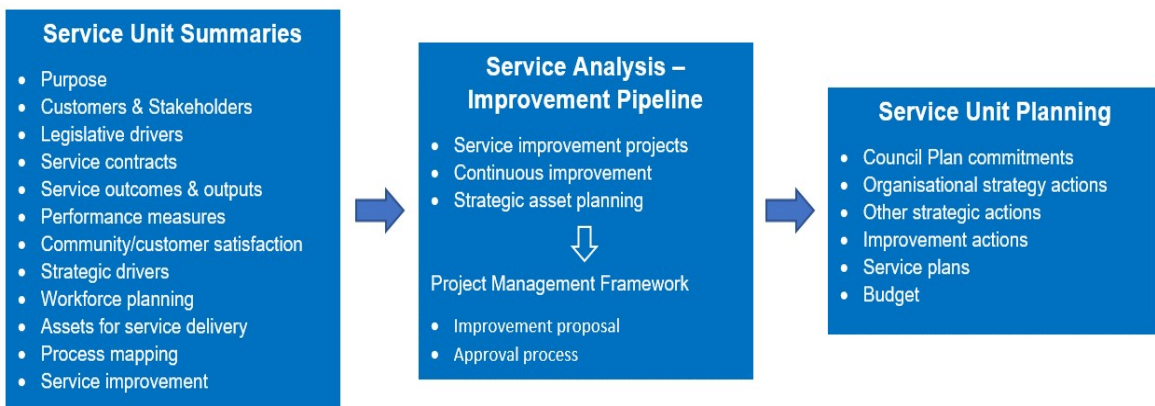 Service Unit Summaries
• Purpose
• Customers & Stakeholders
• Legislative drivers
• Service contracts
• Service outcomes & outputs
• Performance measures
• Community/customer satisfaction
• Strategic drivers
• Workforce planning
• Assets for service delivery
• Process mapping
• Service improvement
Service Analysis –
Improvement Pipeline
• Service improvement projects
• Continuous improvement
• Strategic asset planning
Project Management Framework
• Improvement proposal
• Approval process
Service Unit Planning
• Council Plan commitments
• Organisational strategy actions
• Other strategic actions
• Improvement actions
• Service plans
• Budget